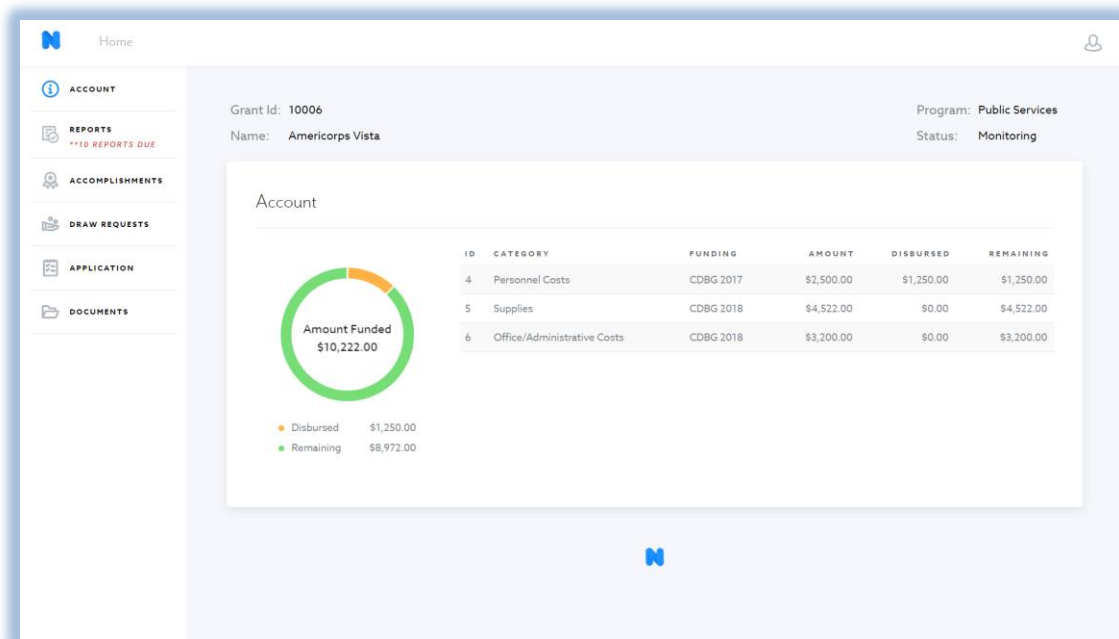 Home
ACCOUNT
REPORTS
**10 REPORTS DUE
ACCOMPLISHMENTS
DRAW REQUESTS
APPLICATION
DOCUMENTS
Grant Id: 10006
Name: Americorps Vista
Program: Public Services
Status: Monitoring
Account
Amount Funded
$10,222.00
Disbursed $1,250.00
Remaining $8,972.00
ID CATEGORY FUNDING AMOUNT DISBURSED REMAINING
4 Personnel Costs CDBG 2017 $2,500.00 $1,250.00 $1,250.00
5 Supplies CDBG 2018 $4,522.00 $0.00 $4,522.00
6 Office/Administrative Costs CDBG 2018 $3,200.00 $0.00 $3,200.00